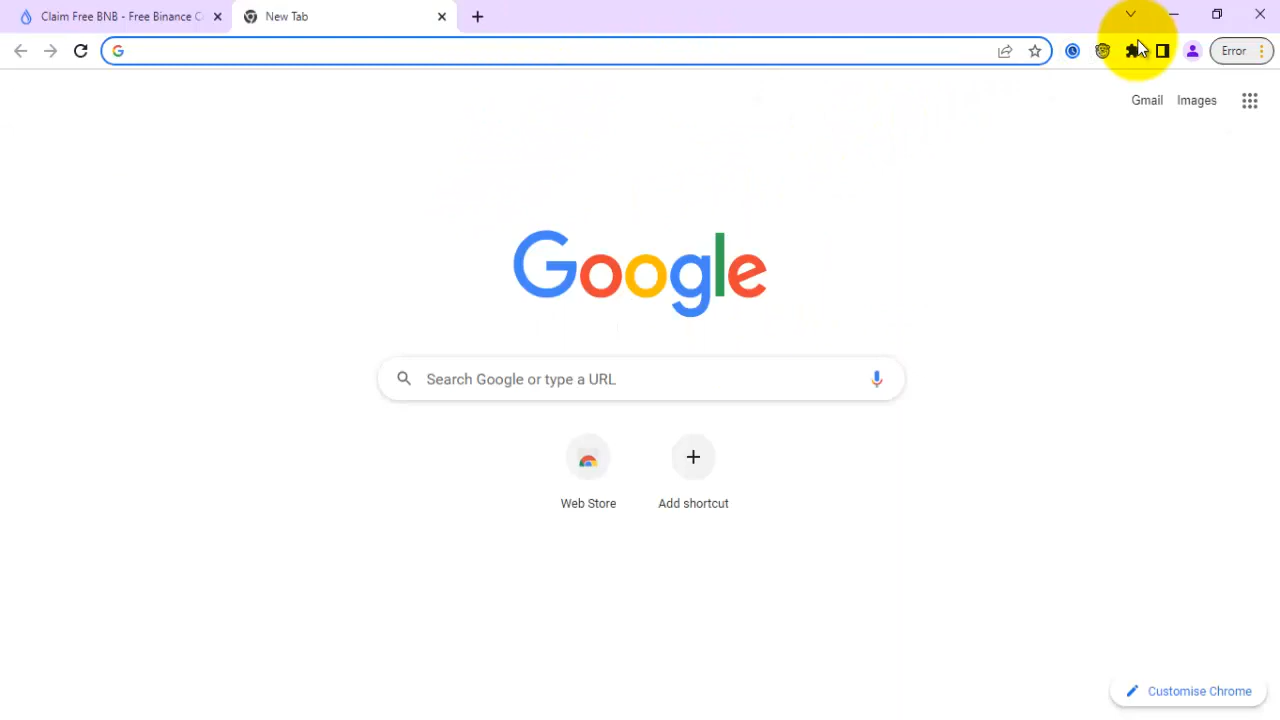 Claim Free BNB - Free Binance C
New Tab
Error
Gmail
Images
Google
Search Google or type a URL
Web Store
Add shortcut
Customise Chrome